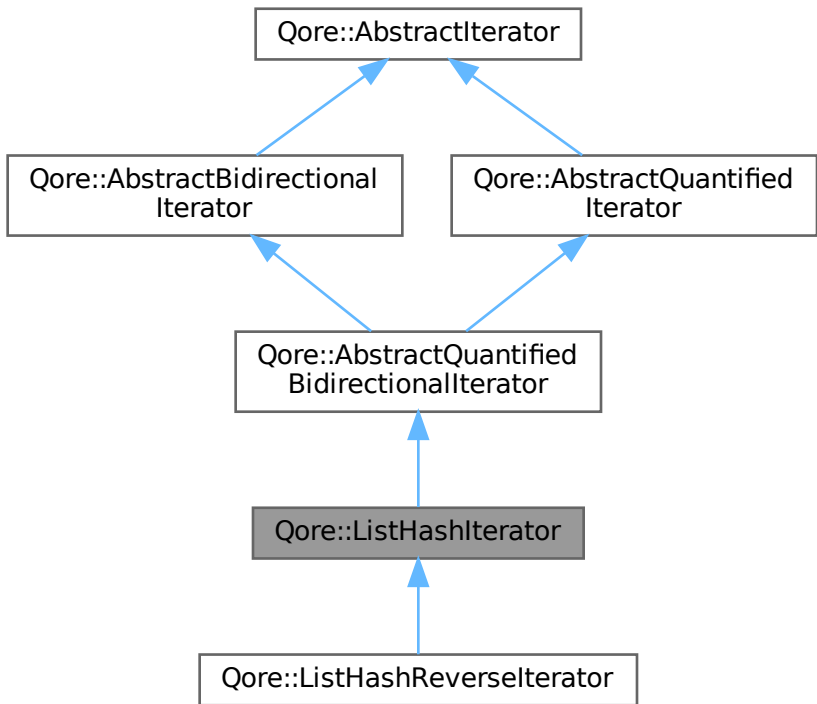 Qore::AbstractIterator
Qore::AbstractBidirectional
Iterator
Qore::AbstractQuantified
Iterator
Qore::AbstractQuantified
BidirectionalIterator
Qore::ListHashIterator
Qore::ListHashReverseIterator